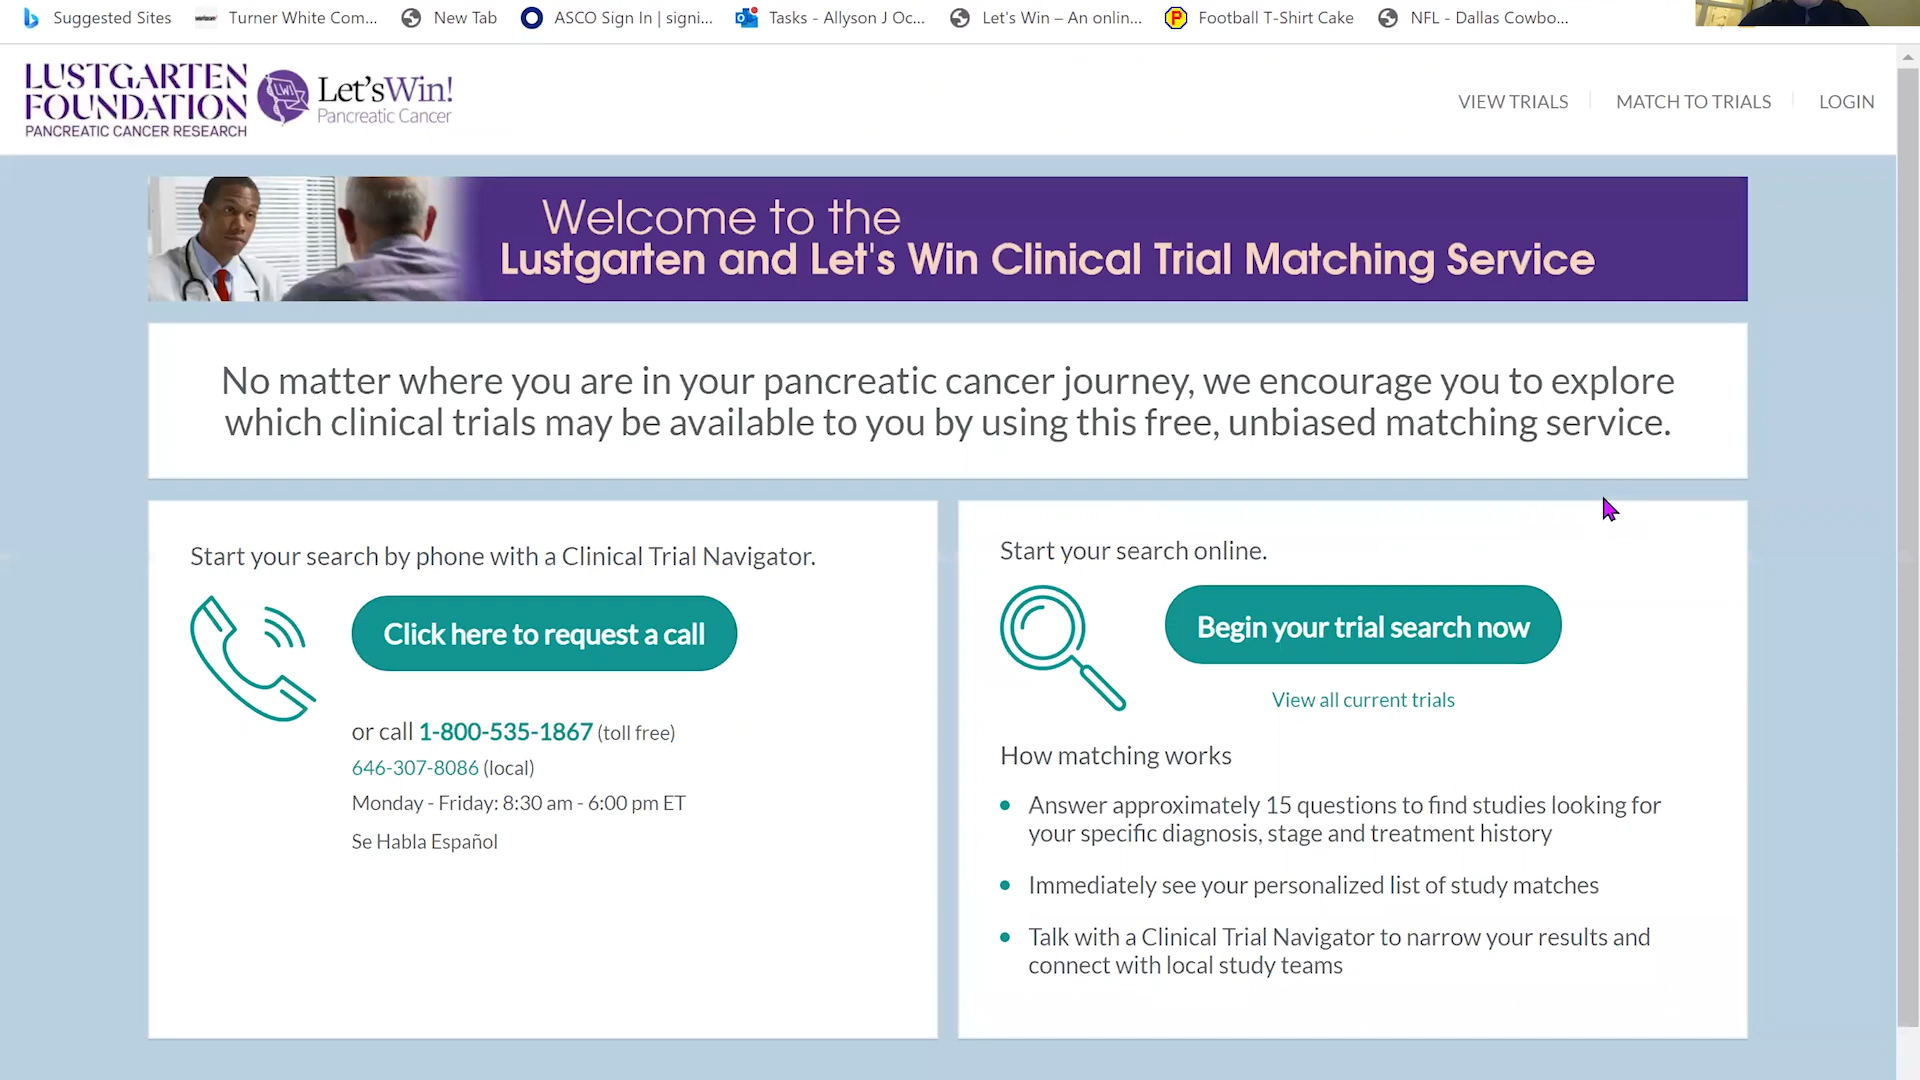 Suggested Sites
Turner White Com...
New Tab
ASCO Sign In | signi...
Tasks - Allyson J Oc...
Let's Win – An onlin...
Football T-Shirt Cake
NFL - Dallas Cowbo...
LUSTGARTEN
FOUNDATION
PANCREATIC CANCER RESEARCH
LWI
Let'sWin!
Pancreatic Cancer
VIEW TRIALS
MATCH TO TRIALS
LOGIN
Welcome to the
Lustgarten and Let's Win Clinical Trial Matching Service
No matter where you are in your pancreatic cancer journey, we encourage you to explore
which clinical trials may be available to you by using this free, unbiased matching service.
Start your search by phone with a Clinical Trial Navigator.
Click here to request a call
or call 1-800-535-1867 (toll free)
646-307-8086 (local)
Monday - Friday: 8:30 am - 6:00 pm ET
Se Habla Español
Start your search online.
Begin your trial search now
View all current trials
How matching works
Answer approximately 15 questions to find studies looking for
your specific diagnosis, stage and treatment history
Immediately see your personalized list of study matches
Talk with a Clinical Trial Navigator to narrow your results and
connect with local study teams